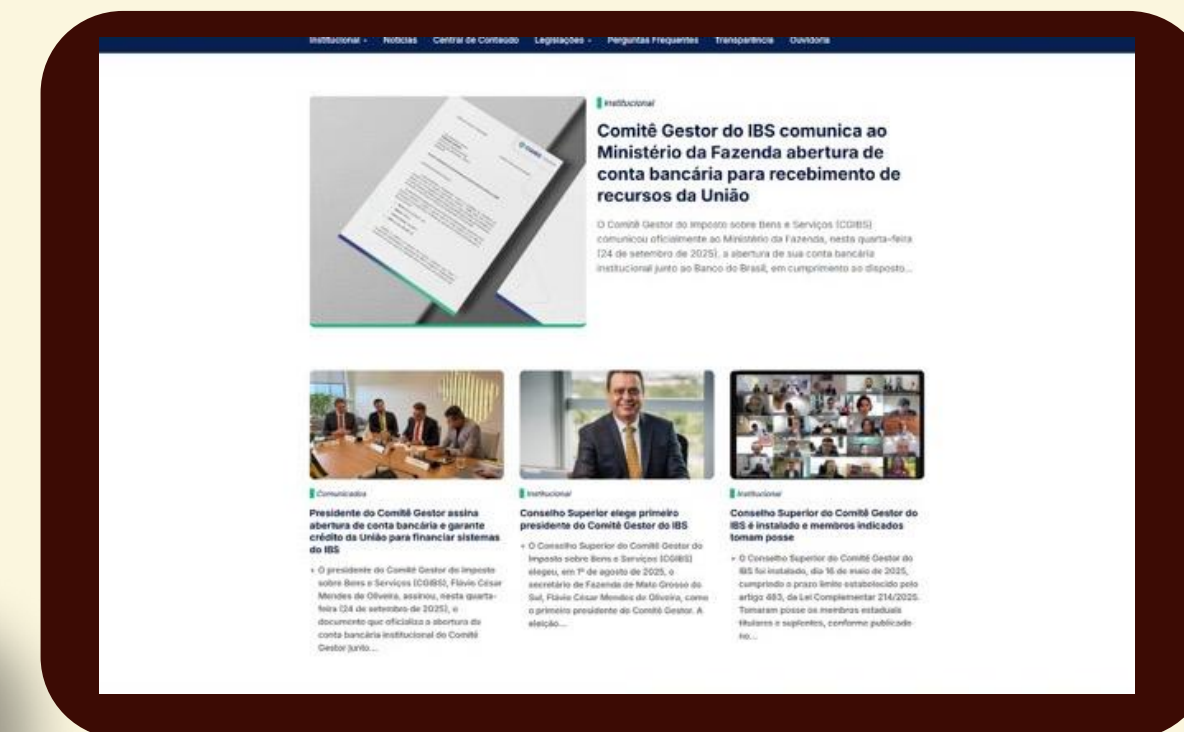 Institucional Notícias Central de Conteúdo Legislações Perguntas Frequentes Transparência Ouvidoria
Institucional
Comitê Gestor do IBS comunica ao
Ministério da Fazenda abertura de
conta bancária para recebimento de
recursos da União
O Comitê Gestor do Imposto sobre Bens e Serviços (CGIBS)
comunicou oficialmente ao Ministério da Fazenda, nesta quarta-feira
(24 de setembro de 2025), a abertura de sua conta bancária
institucional junto ao Banco do Brasil, em cumprimento ao disposto...
Comunicados
Presidente do Comitê Gestor assina
abertura de conta bancária e garante
crédito da União para financiar sistemas
do IBS
O presidente do Comitê Gestor do Imposto
sobre Bens e Serviços (CGIBS), Flávio César
Mendes de Oliveira, assinou, nesta quarta-
feira (24 de setembro de 2025), o
documento que oficializa a abertura da
conta bancária institucional do Comitê
Gestor junto...
Institucional
Conselho Superior elege primeiro
presidente do Comitê Gestor do IBS
O Conselho Superior do Comitê Gestor do
Imposto sobre Bens e Serviços (CGIBS)
elegeu, em 1º de agosto de 2025, o
secretário de Fazenda de Mato Grosso do
Sul, Flávio César Mendes de Oliveira, como
o primeiro presidente do Comitê Gestor. A
eleição...
Institucional
Conselho Superior do Comitê Gestor do
IBS é instalado e membros indicados
tomam posse
O Conselho Superior do Comitê Gestor do
IBS foi instalado, dia 16 de maio de 2025,
cumprindo o prazo limite estabelecido pelo
artigo 483, da Lei Complementar 214/2025.
Tomaram posse os membros estaduais
titulares e suplentes, conforme publicado
no...